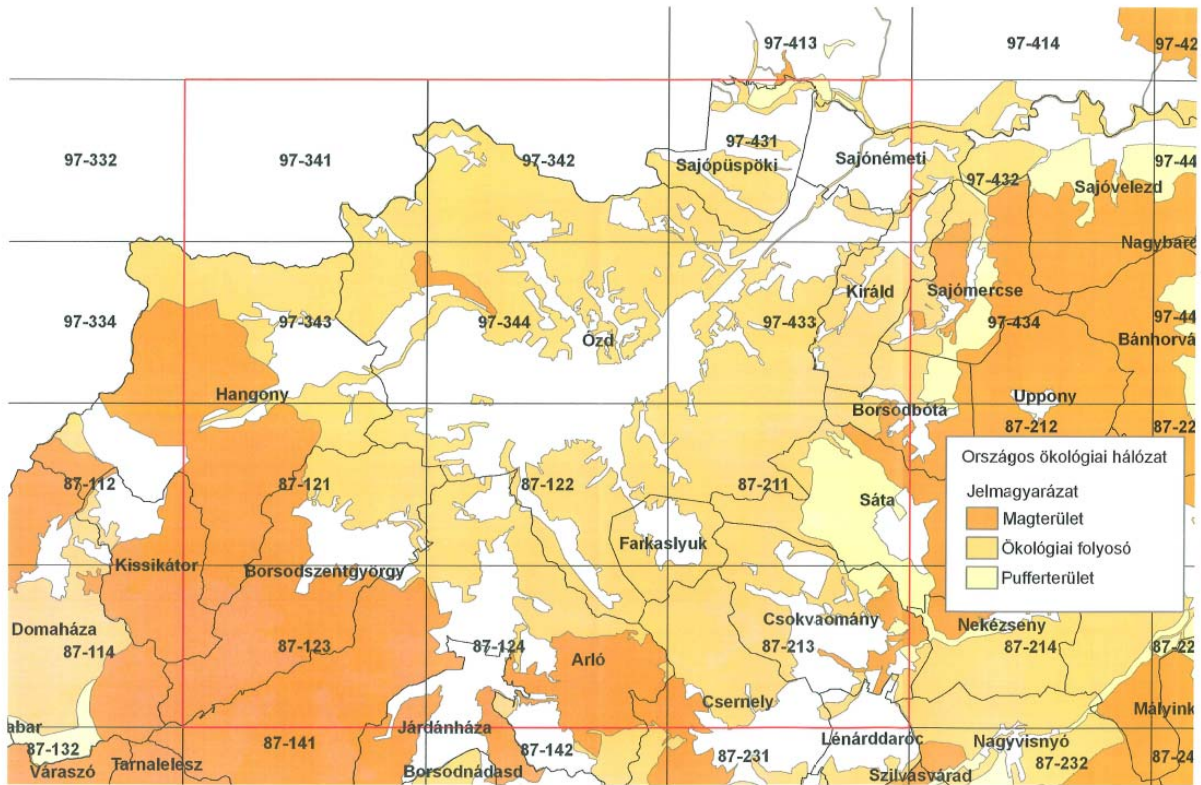 97-413
97-414
97-42
97-332
97-341
97-342
97-431
Sajópüspöki
Sajónémeti
97-432
97-44
Sajóvelezd
Nagybarc
97-334
97-343
97-344
Ózd
97-433
Királd
Sajómercse
97-434
97-44
Bánhorvá
Hangony
Borsodbóta
Uppony
87-212
87-22
87-112
87-121
87-122
87-211
Sáta
Országos ökológiai hálózat
Jelmagyarázat
Magterület
Ökológiai folyosó
Pufferterület
Kissikátor
Borsodszentgyörgy
Farkaslyuk
Domaháza
87-114
87-123
87-124
Arló
Csokvaomány
87-213
Nekézseny
87-214
87-22
Csernely
Mályink
abar
87-132
Váraszó
Tarnalelesz
87-141
Járdánháza
Borsodnádasd
87-142
87-231
Lénárddaróc
Szilvásvárad
Nagyvisnyó
87-232
87-24